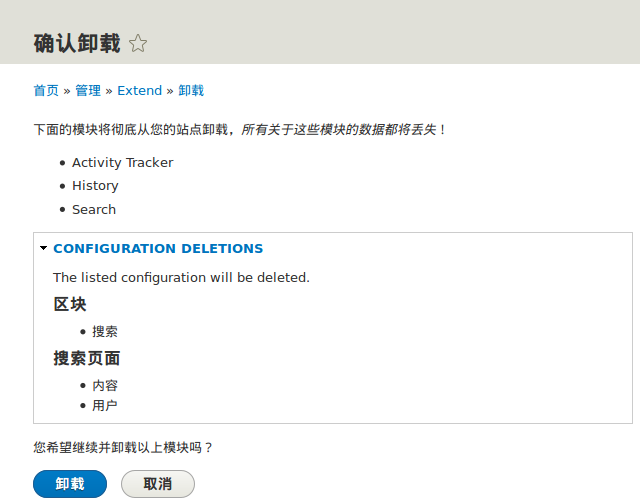 确认卸载
首页 » 管理 » Extend » 卸载
下面的模块将彻底从您的站点卸载，所有关于这些模块的数据都将丢失！
Activity Tracker
History
Search
CONFIGURATION DELETIONS
The listed configuration will be deleted.
区块
搜索
搜索页面
内容
用户
您希望继续并卸载以上模块吗？
卸载 取消